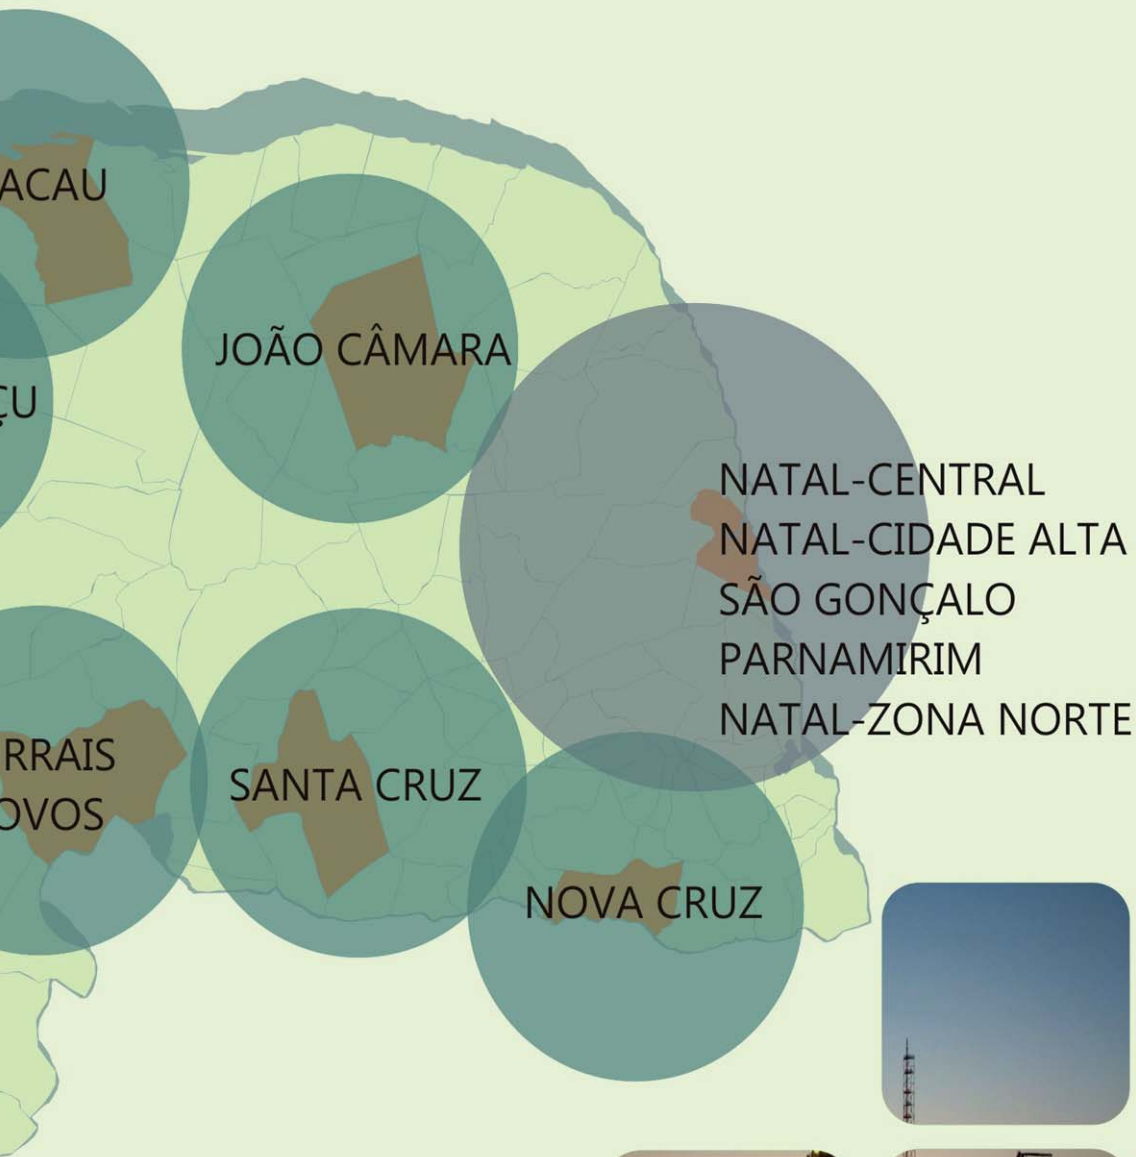 ACAU
JOÃO CÂMARA
ÇU
NATAL-CENTRAL
NATAL-CIDADE ALTA
SÃO GONÇALO
PARNAMIRIM
NATAL-ZONA NORTE
RRAIS
OVOS
SANTA CRUZ
NOVA CRUZ